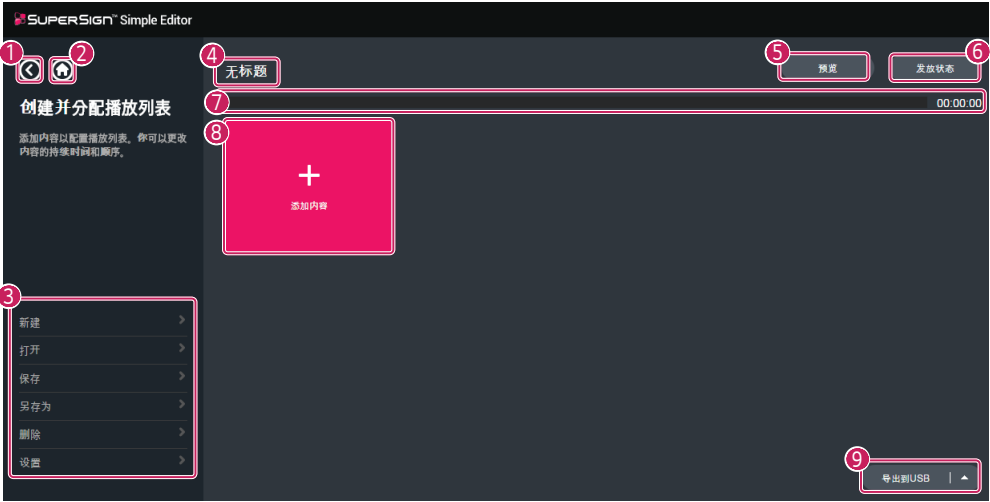 SUPERSIGN™ Simple Editor
1
2
4
无标题
5
预览
6
发放状态
创建并分配播放列表
7
00:00:00
添加内容以配置播放列表。你可以更改
内容的持续时间和顺序。
8
添加内容
3
新建
打开
保存
另存为
删除
设置
9
导出到USB